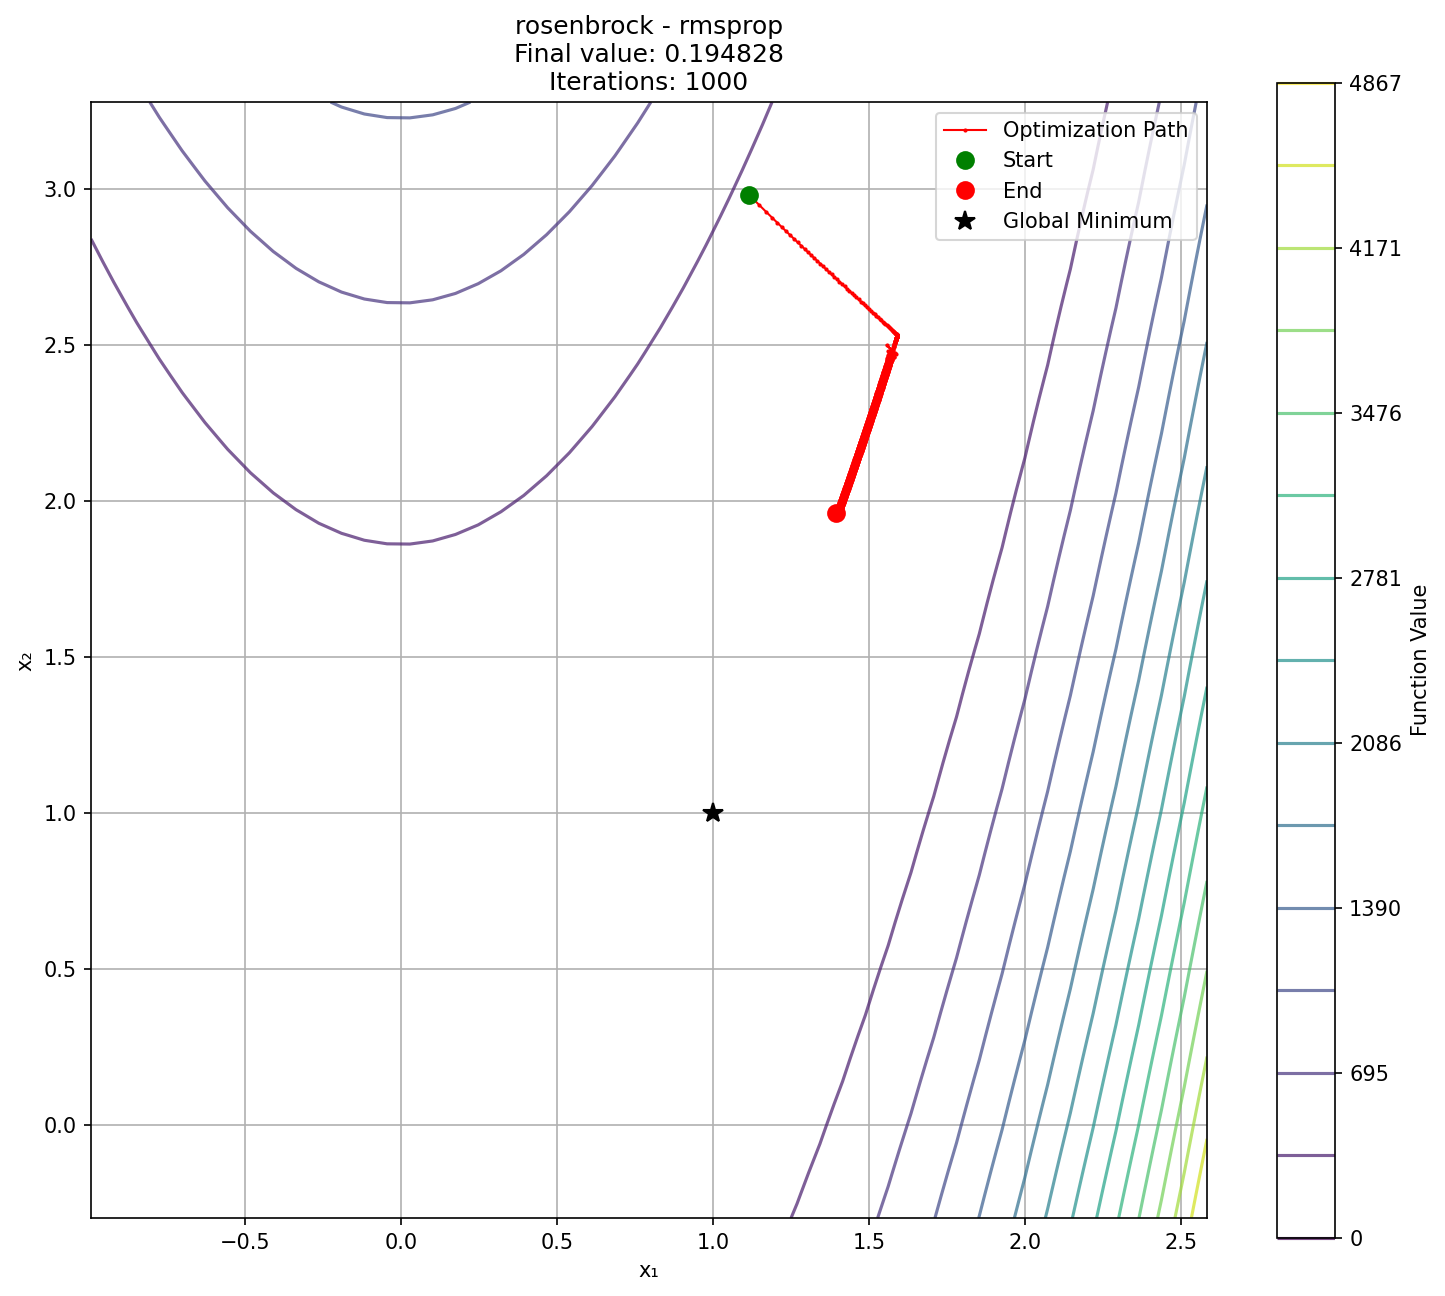 rosenbrock - rmsprop
Final value: 0.194828
Iterations: 1000
Optimization Path
Start
End
Global Minimum
3.0
2.5
2.0
1.5
1.0
0.5
0.0
x₂
−0.5
0.0
0.5
1.0
1.5
2.0
2.5
x₁
4867
4171
3476
2781
2086
1390
695
0
Function Value